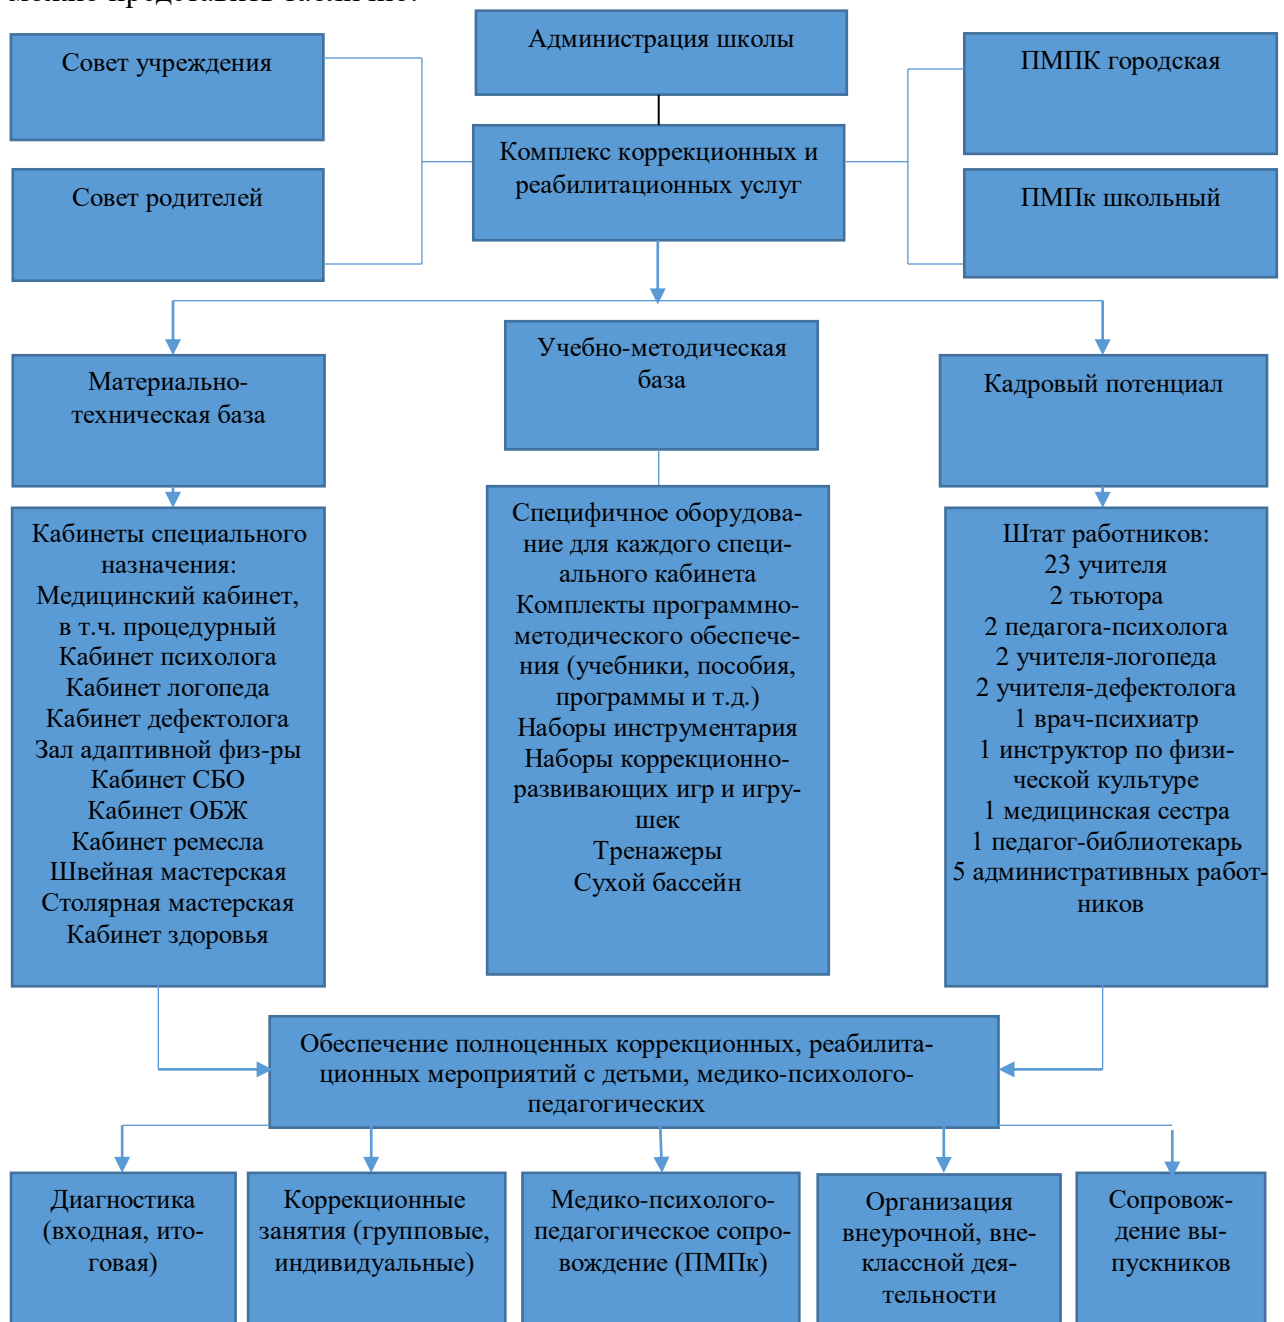 Администрация школы
Совет учреждения
ПМПК городская
Комплекс коррекционных и
реабилитационных услуг
Совет родителей
ПМПк школьный
Материально-
техническая база
Учебно-методическая
база
Кадровый потенциал
Кабинеты специального
назначения:
Медицинский кабинет,
в т.ч. процедурный
Кабинет психолога
Кабинет логопеда
Кабинет дефектолога
Зал адаптивной физ-ры
Кабинет СБО
Кабинет ОБЖ
Кабинет ремесла
Швейная мастерская
Столярная мастерская
Кабинет здоровья
Специфичное оборудова-
ние для каждого специ-
ального кабинета
Комплекты программно-
методического обеспече-
ния (учебники, пособия,
программы и т.д.)
Наборы инструментария
Наборы коррекционно-
развивающих игр и игру-
шек
Тренажеры
Сухой бассейн
Штат работников:
23 учителя
2 тьютора
2 педагога-психолога
2 учителя-логопеда
2 учителя-дефектолога
1 врач-психиатр
1 инструктор по физи-
ческой культуре
1 медицинская сестра
1 педагог-библиотекарь
5 административных работ-
ников
Обеспечение полноценных коррекционных, реабилита-
ционных мероприятий с детьми, медико-психолого-
педагогических
Диагностика
(входная, ито-
говая)
Коррекционные
занятия (групповые,
индивидуальные)
Медико-психолого-
педагогическое сопро-
вождение (ПМПк)
Организация
внеурочной, вне-
классной дея-
тельности
Сопровож-
дение вы-
пускников